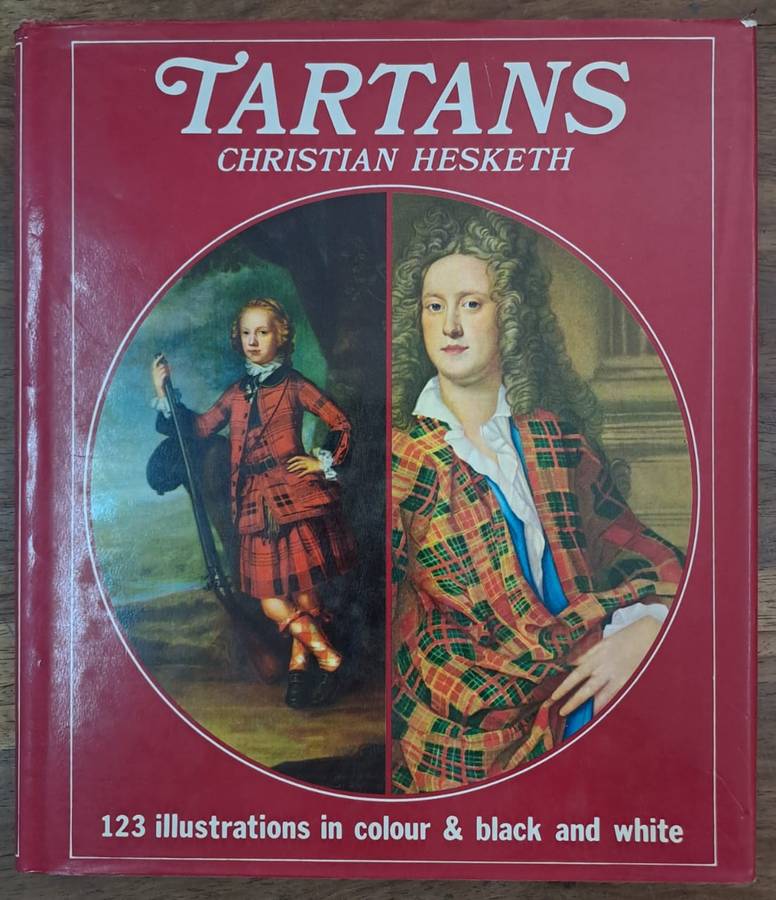 TARTANS
CHRISTIAN HESKETH
123 illustrations in colour & black and white